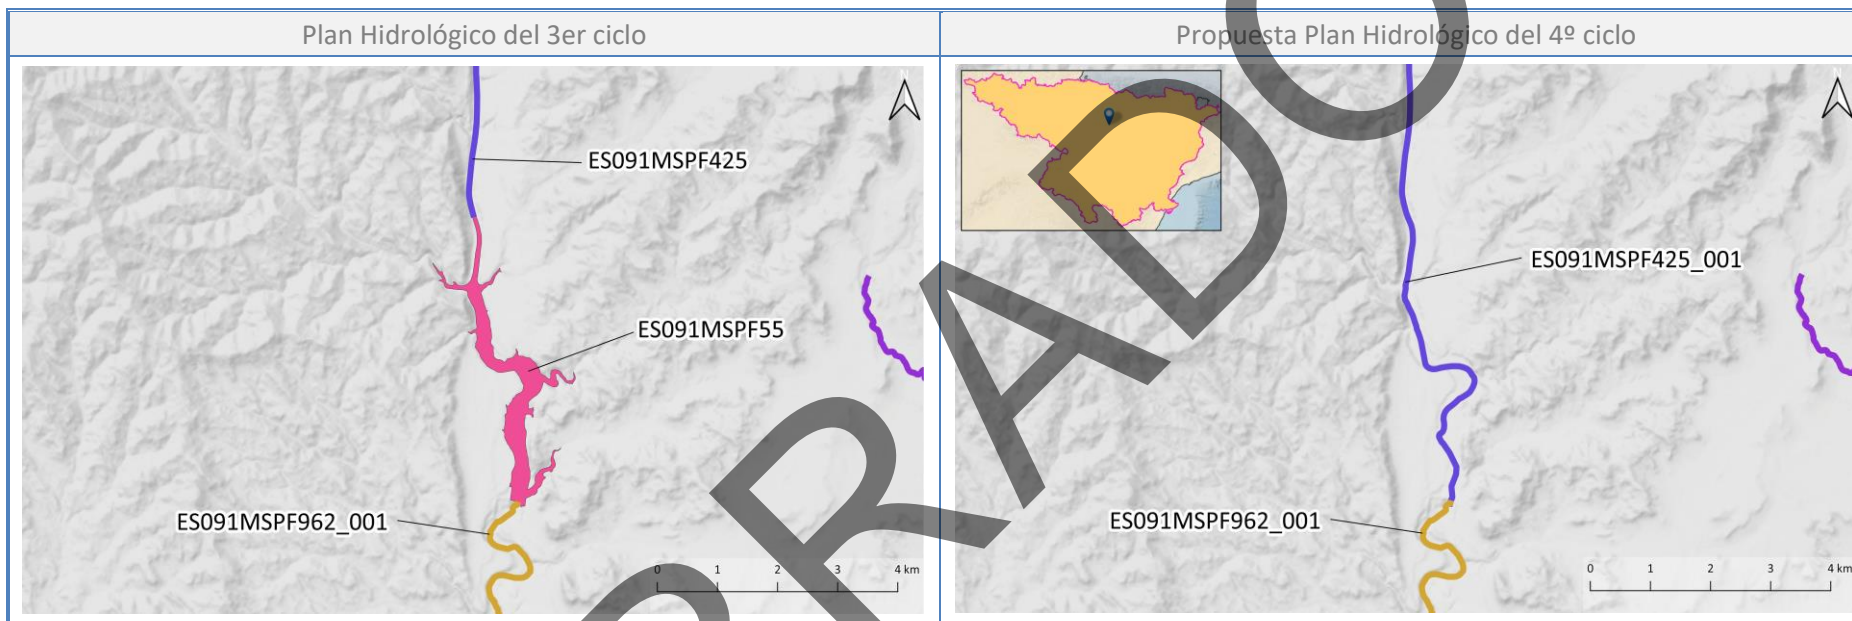 Plan Hidrológico del 3er ciclo
Propuesta Plan Hidrológico del 4º ciclo
N
ES091MSPF425
ES091MSPF55
ES091MSPF962_001
0 1 2 3 4 km
N
ES091MSPF425_001
ES091MSPF962_001
0 1 2 3 4 km
RADO